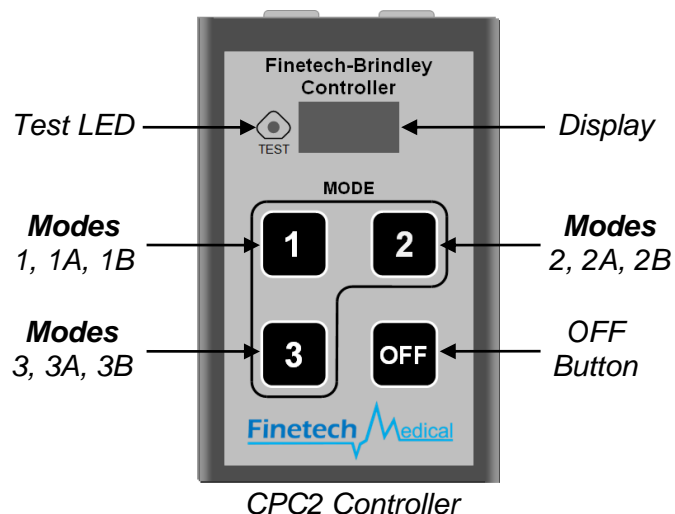 Finetech-Brindley
Controller
Test LED
TEST
Display
MODE
Modes
1, 1A, 1B
1
2
Modes
2, 2A, 2B
Modes
3, 3A, 3B
3
OFF
OFF
Button
Finetech Medical
CPC2 Controller